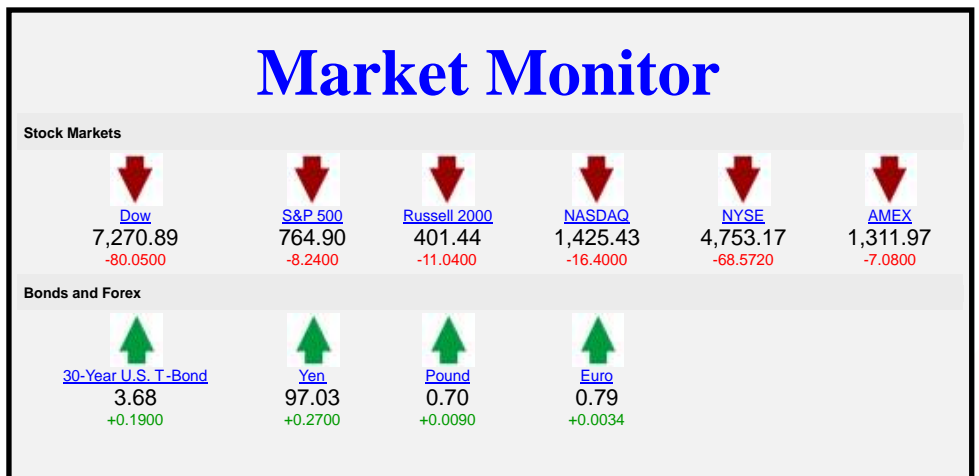 Market Monitor
Stock Markets
Dow S&P 500 Russell 2000 NASDAQ NYSE AMEX
7,270.89 764.90 401.44 1,425.43 4,753.17 1,311.97
-80.0500 -8.2400 -11.0400 -16.4000 -68.5720 -7.0800
Bonds and Forex
30-Year U.S. T-Bond Yen Pound Euro
3.68 97.03 0.70 0.79
+0.1900 +0.2700 +0.0090 +0.0034